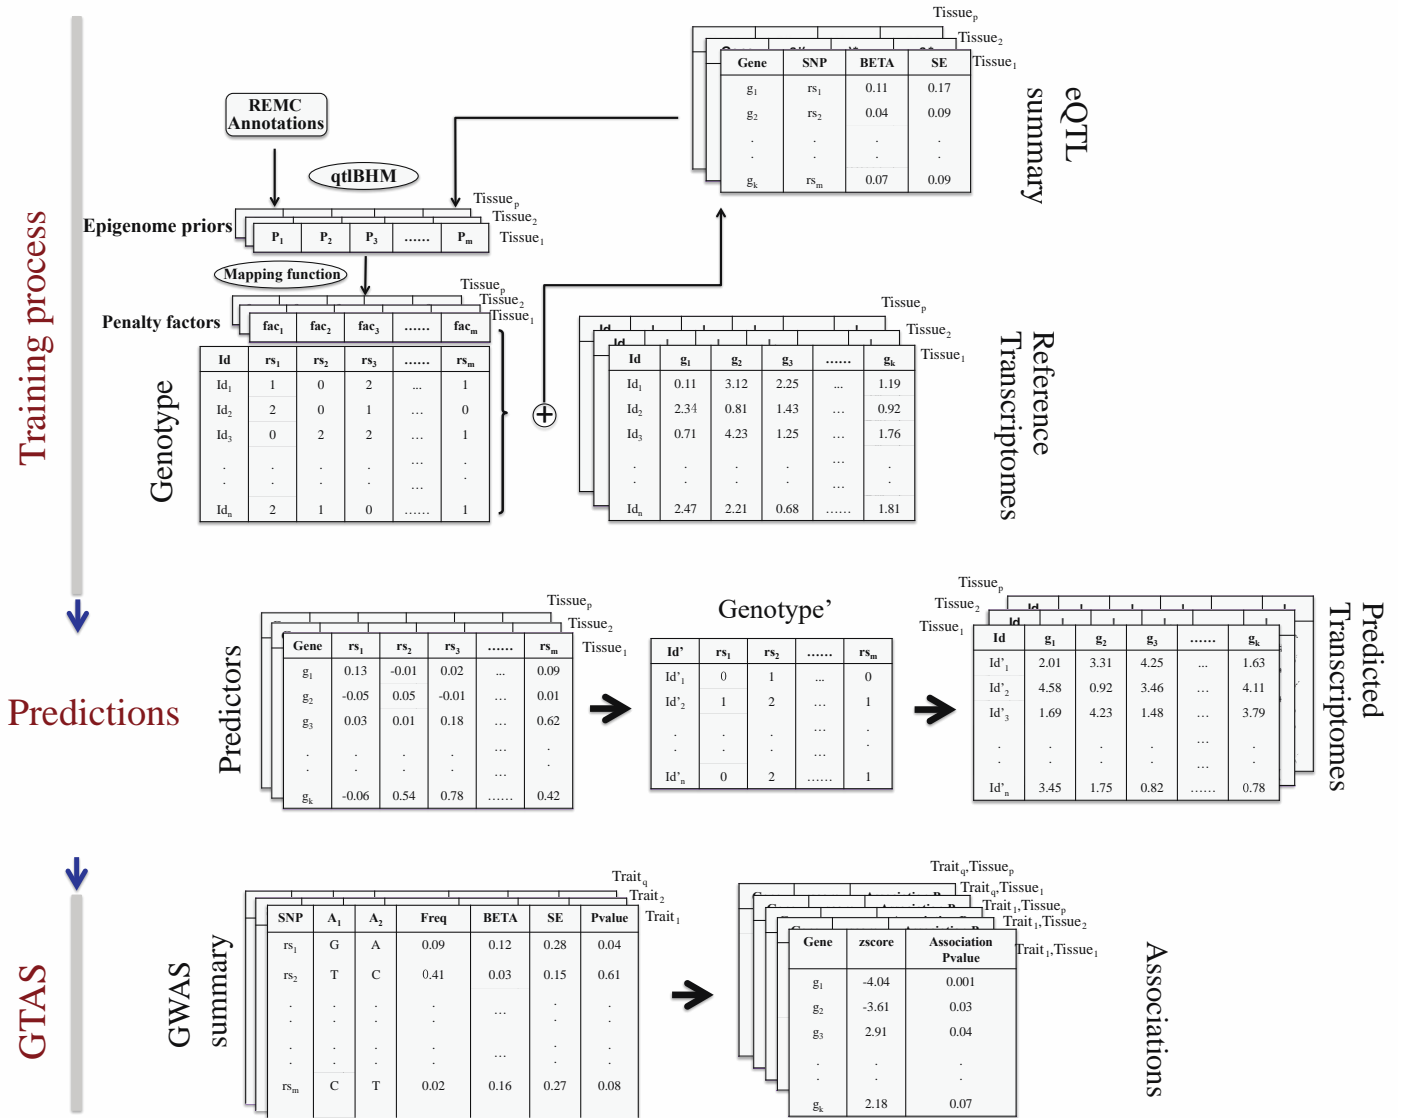 Training process
REMC
Annotations
qtlBHM
Epigenome priors
Tissue_p
Tissue_2
Tissue_1
P_1 P_2 P_3 ...... P_m
Mapping function
Penalty factors
Tissue_p
Tissue_2
Tissue_1
fac_1 fac_2 fac_3 ...... fac_m
Genotype
Id rs_1 rs_2 rs_3 ...... rs_m
Id_1 1 0 2 ... 1
Id_2 2 0 1 ... 0
Id_3 0 2 2 ... 1
. . . ... .
. . . ... .
Id_n 2 1 0 ...... 1
+
eQTL
summary
Tissue_p
Tissue_2
Tissue_1
Gene SNP BETA SE
g_1 rs_1 0.11 0.17
g_2 rs_2 0.04 0.09
. . . .
. . . .
g_k rs_m 0.07 0.09
Reference
Transcriptomes
Tissue_p
Tissue_2
Tissue_1
Id g_1 g_2 g_3 ...... g_k
Id_1 0.11 3.12 2.25 ... 1.19
Id_2 2.34 0.81 1.43 ... 0.92
Id_3 0.71 4.23 1.25 ... 1.76
. . . . ... .
. . . . ... .
Id_n 2.47 2.21 0.68 ...... 1.81
Predictions
Predictors
Tissue_p
Tissue_2
Tissue_1
Gene rs_1 rs_2 rs_3 ...... rs_m
g_1 0.13 -0.01 0.02 ... 0.09
g_2 -0.05 0.05 -0.01 ... 0.01
g_3 0.03 0.01 0.18 ... 0.62
. . . . ... .
. . . . ... .
g_k -0.06 0.54 0.78 ...... 0.42
Genotype’
Id' rs_1 rs_2 ...... rs_m
Id'_1 0 1 ... 0
Id'_2 1 2 ... 1
. . . ... .
. . . ... .
Id'_n 0 2 ...... 1
Predicted
Transcriptomes
Tissue_p
Tissue_2
Tissue_1
Id g_1 g_2 g_3 ...... g_k
Id'_1 2.01 3.31 4.25 ... 1.63
Id'_2 4.58 0.92 3.46 ... 4.11
Id'_3 1.69 4.23 1.48 ... 3.79
. . . . ... .
. . . . ... .
Id'_n 3.45 1.75 0.82 ...... 0.78
GTAS
GWAS
summary
Trait_q
Trait_2
Trait_1
SNP A_1 A_2 Freq BETA SE Pvalue
rs_1 G A 0.09 0.12 0.28 0.04
rs_2 T C 0.41 0.03 0.15 0.61
. . . . ... . .
. . . . . .
. . . . ... . .
. . . . . .
rs_m C T 0.02 0.16 0.27 0.08
Associations
Trait_q,Tissue_p
Trait_q,Tissue_1
Trait_1,Tissue_p
Trait_1,Tissue_2
Trait_1,Tissue_1
Gene zscore Association
Pvalue
g_1 -4.04 0.001
g_2 -3.61 0.03
g_3 2.91 0.04
. . .
. . .
g_k 2.18 0.07